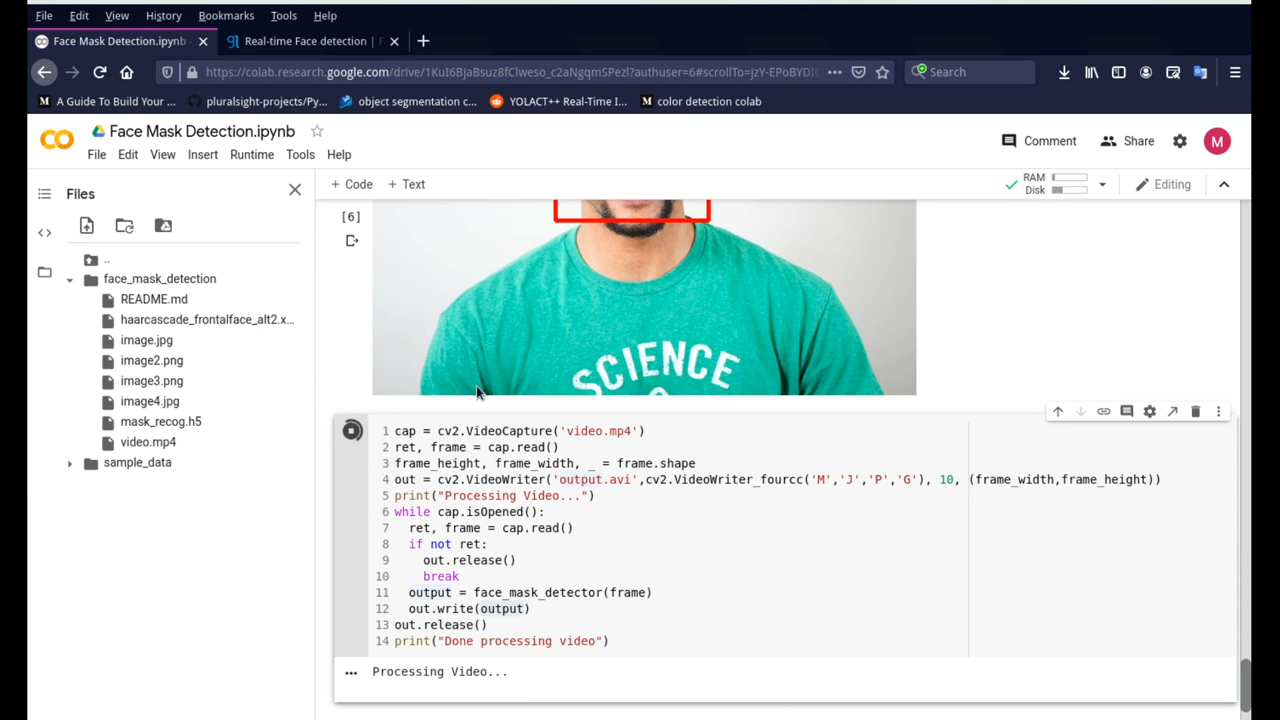 File Edit View History Bookmarks Tools Help
Face Mask Detection.ipynb Real-time Face detection |
https://colab.research.google.com/drive/ Search
A Guide To Build Your ... pluralsight-projects/Py... object segmentation c... YOLACT++ Real-Time I... color detection colab
Face Mask Detection.ipynb
Comment Share M
File Edit View Insert Runtime Tools Help
Files
+ Code + Text
RAM
Disk
Editing
..
face_mask_detection
README.md
haarcascade_frontalface_alt2.x...
image.jpg
image2.png
image3.png
image4.jpg
mask_recog.h5
video.mp4
sample_data
[6]
SCIENCE
1 cap = cv2.VideoCapture('video.mp4')
2 ret, frame = cap.read()
3 frame_height, frame_width, _ = frame.shape
4 out = cv2.VideoWriter('output.avi',cv2.VideoWriter_fourcc('M','J','P','G'), 10, (frame_width,frame_height))
5 print("Processing Video...")
6 while cap.isOpened():
7 ret, frame = cap.read()
8 if not ret:
9 out.release()
10 break
11 output = face_mask_detector(frame)
12 out.write(output)
13 out.release()
14 print("Done processing video")
Processing Video...